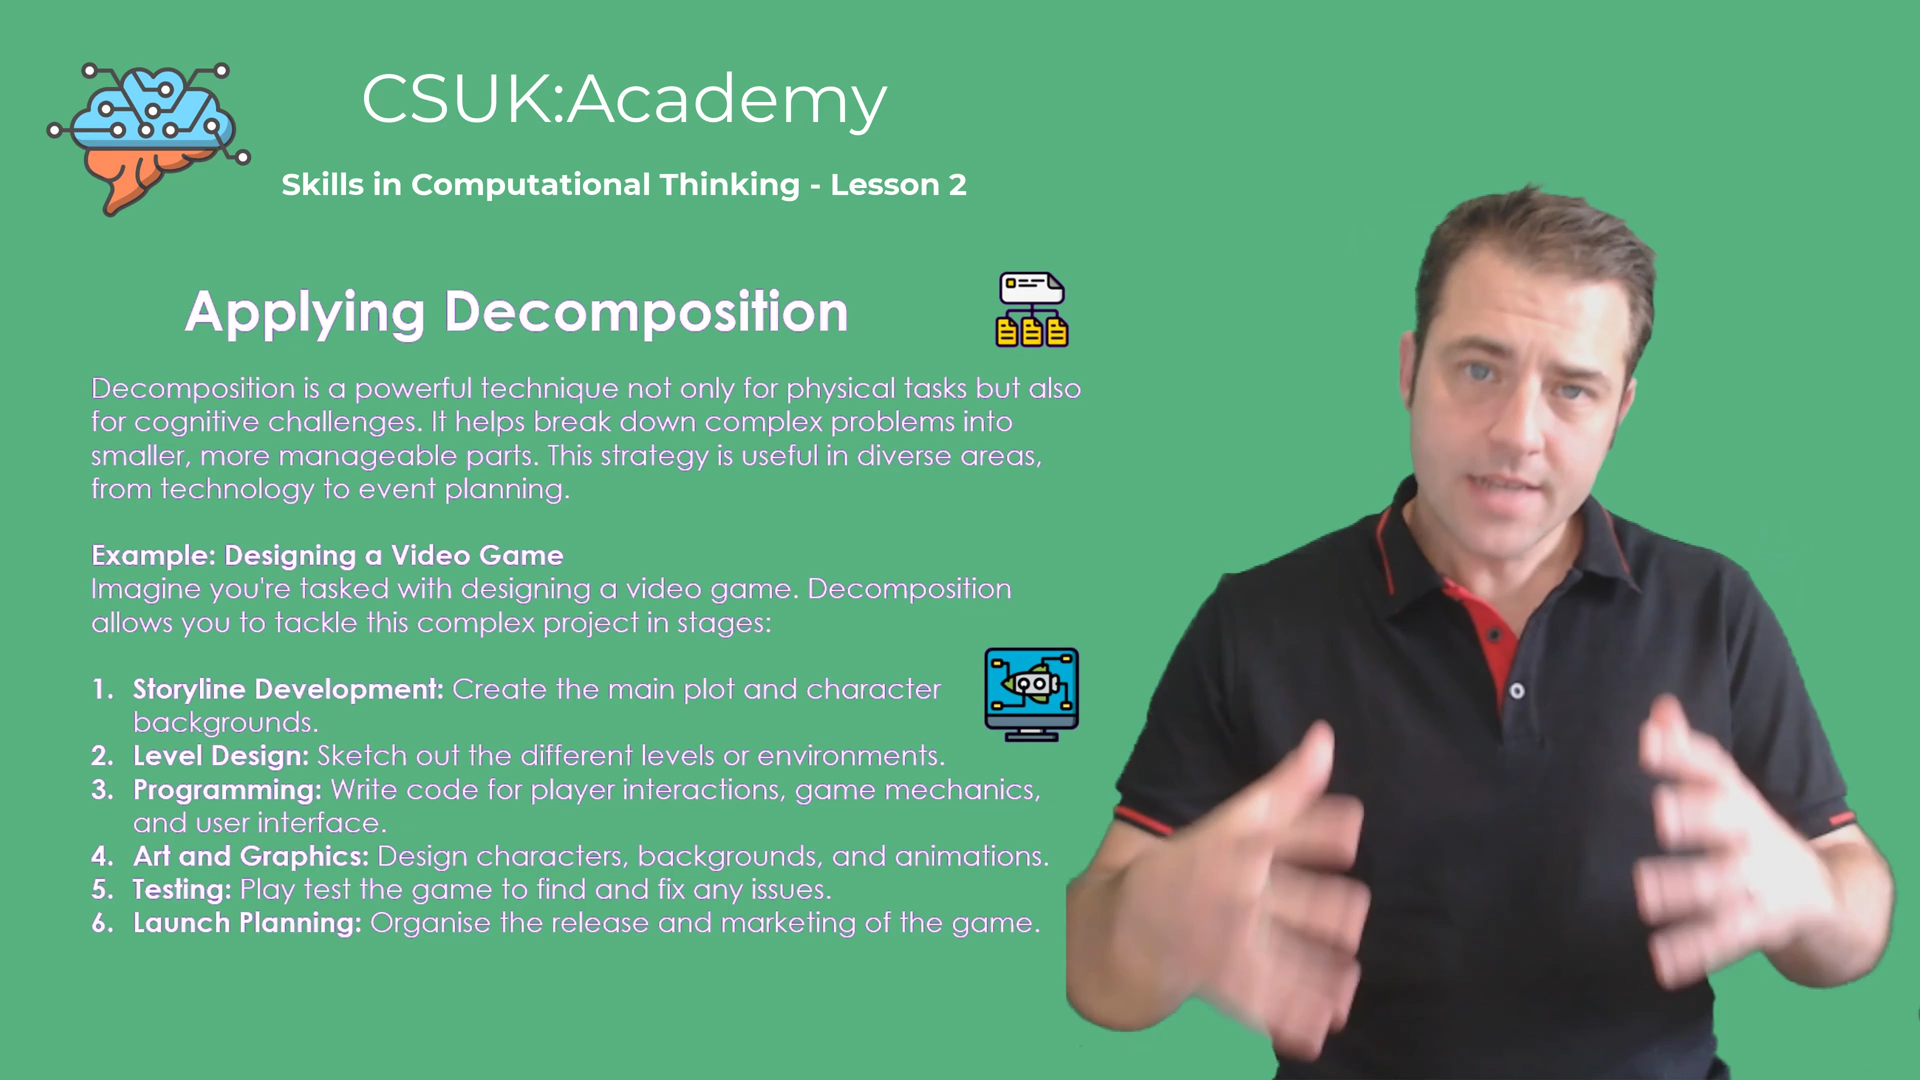 CSUK:Academy
Skills in Computational Thinking - Lesson 2
Applying Decomposition
Decomposition is a powerful technique not only for physical tasks but also
for cognitive challenges. It helps break down complex problems into
smaller, more manageable parts. This strategy is useful in diverse areas,
from technology to event planning.
Example: Designing a Video Game
Imagine you're tasked with designing a video game. Decomposition
allows you to tackle this complex project in stages:
1. Storyline Development: Create the main plot and character
backgrounds.
2. Level Design: Sketch out the different levels or environments.
3. Programming: Write code for player interactions, game mechanics,
and user interface.
4. Art and Graphics: Design characters, backgrounds, and animations.
5. Testing: Play test the game to find and fix any issues.
6. Launch Planning: Organise the release and marketing of the game.